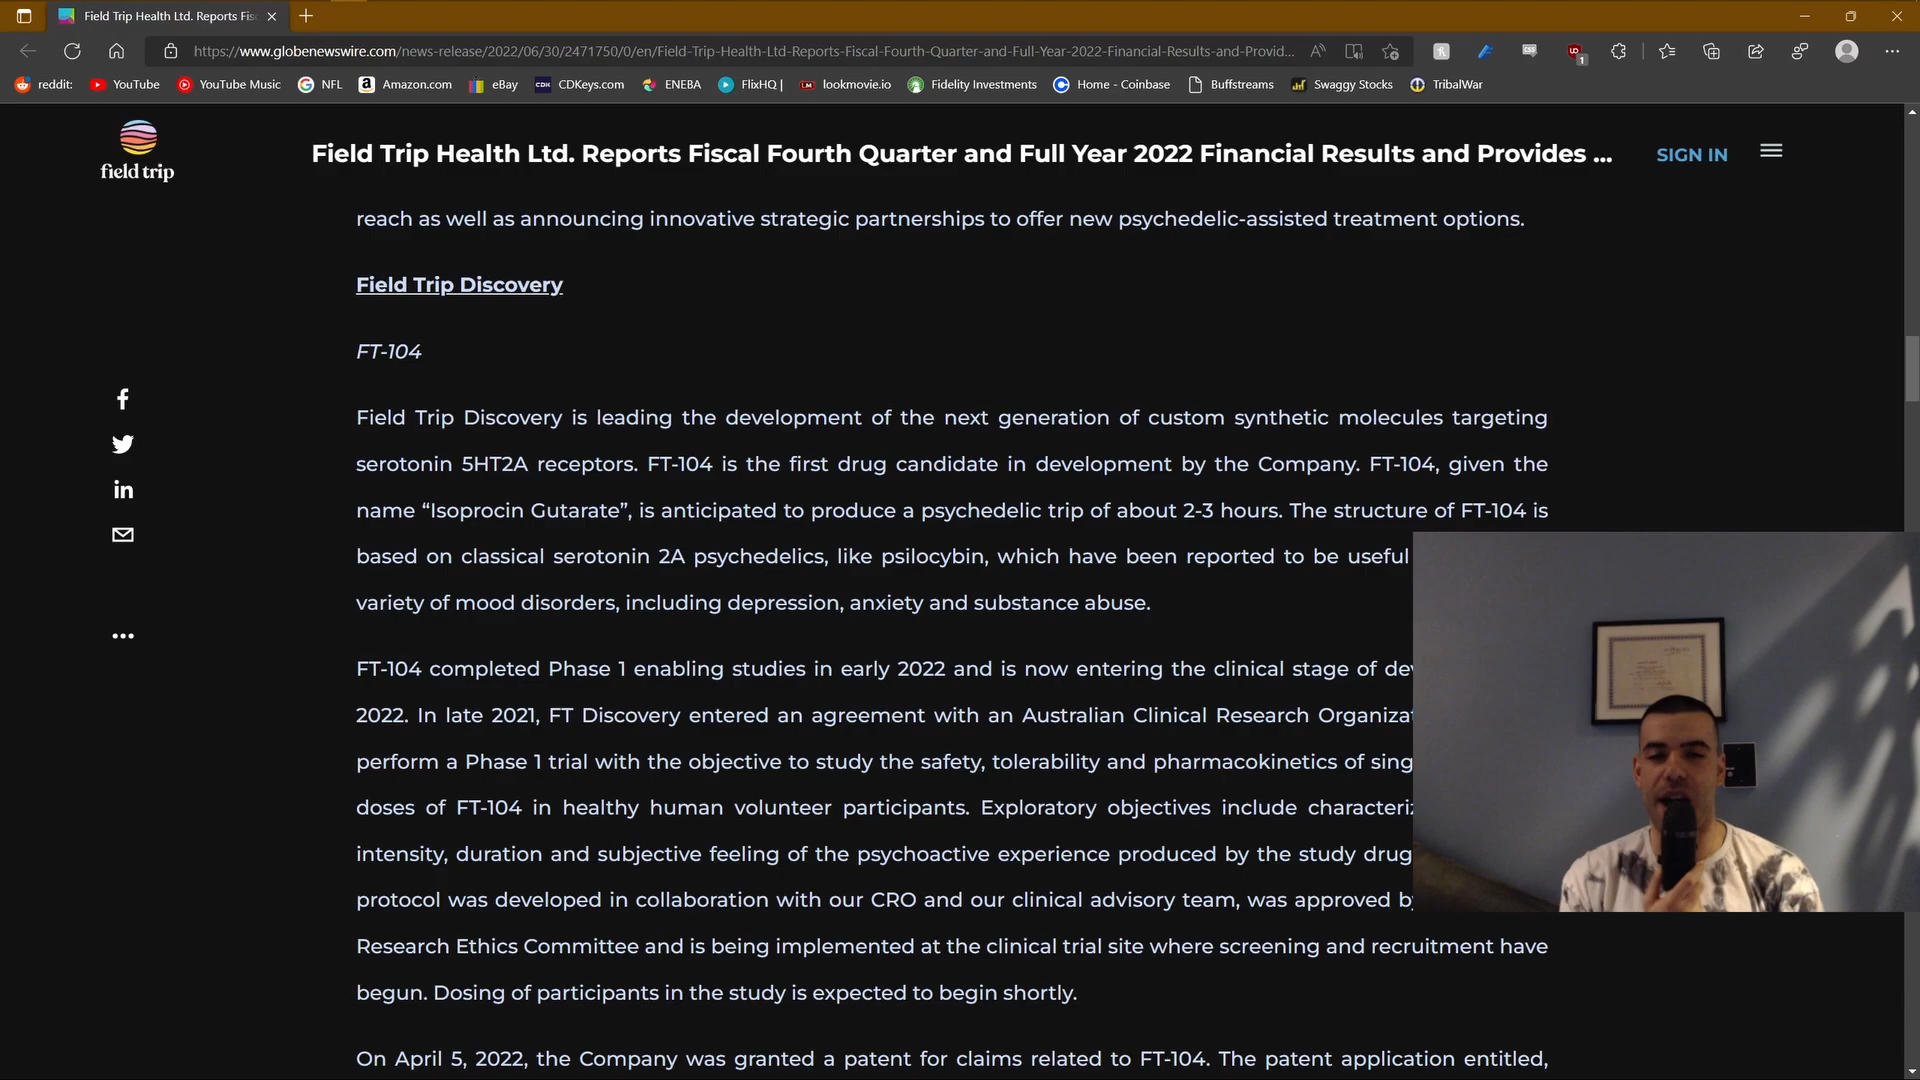 Field Trip Health Ltd. Reports Fis
https://www.globenewswire.com/news-release/2022/06/30/2471750/0/en/Field-Trip-Health-Ltd-Reports-Fiscal-Fourth-Quarter-and-Full-Year-2022-Financial-Results-and-Provid...
reddit: YouTube YouTube Music NFL Amazon.com eBay CDKeys.com ENEBA FlixHQ | lookmovie.io Fidelity Investments Home - Coinbase Buffstreams Swaggy Stocks TribalWar
field trip
Field Trip Health Ltd. Reports Fiscal Fourth Quarter and Full Year 2022 Financial Results and Provides ...
SIGN IN
reach as well as announcing innovative strategic partnerships to offer new psychedelic-assisted treatment options.
Field Trip Discovery
FT-104
Field Trip Discovery is leading the development of the next generation of custom synthetic molecules targeting
serotonin 5HT2A receptors. FT-104 is the first drug candidate in development by the Company. FT-104, given the
name “Isoprocin Gutarate”, is anticipated to produce a psychedelic trip of about 2-3 hours. The structure of FT-104 is
based on classical serotonin 2A psychedelics, like psilocybin, which have been reported to be useful
variety of mood disorders, including depression, anxiety and substance abuse.
FT-104 completed Phase 1 enabling studies in early 2022 and is now entering the clinical stage of dev
2022. In late 2021, FT Discovery entered an agreement with an Australian Clinical Research Organizat
perform a Phase 1 trial with the objective to study the safety, tolerability and pharmacokinetics of sing
doses of FT-104 in healthy human volunteer participants. Exploratory objectives include characteriz
intensity, duration and subjective feeling of the psychoactive experience produced by the study drug
protocol was developed in collaboration with our CRO and our clinical advisory team, was approved by
Research Ethics Committee and is being implemented at the clinical trial site where screening and recruitment have
begun. Dosing of participants in the study is expected to begin shortly.
On April 5, 2022, the Company was granted a patent for claims related to FT-104. The patent application entitled,